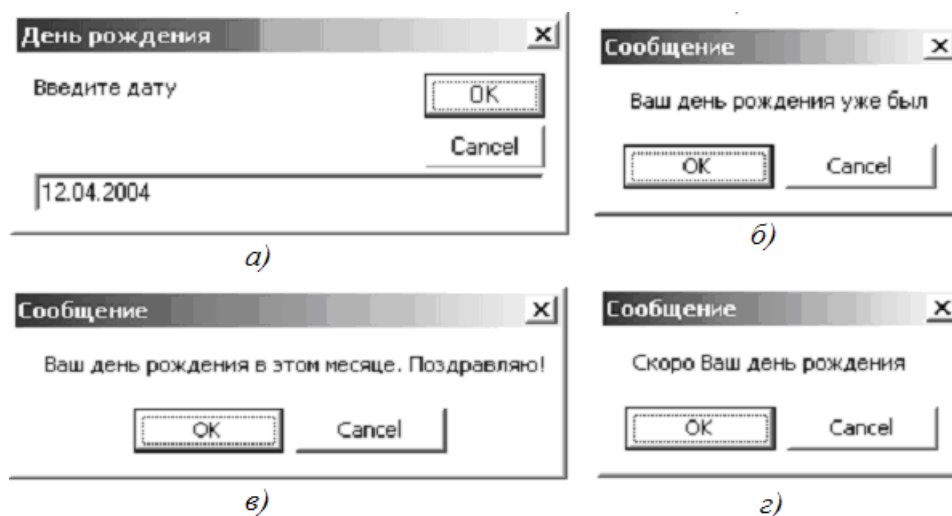 День рождения
Введите дату
OK
Cancel
12.04.2004
а)
Сообщение
Ваш день рождения уже был
OK
Cancel
б)
Сообщение
Ваш день рождения в этом месяце. Поздравляю!
OK
Cancel
в)
Сообщение
Скоро Ваш день рождения
OK
Cancel
г)